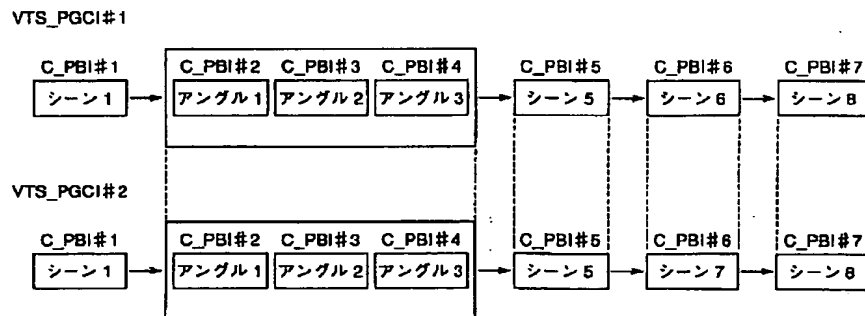 VTS_PGCI#1
C_PBI#1 C_PBI#2 C_PBI#3 C_PBI#4 C_PBI#5 C_PBI#6 C_PBI#7
シーン1 アングル1 アングル2 アングル3 シーン5 シーン6 シーン8
VTS_PGCI#2
C_PBI#1 C_PBI#2 C_PBI#3 C_PBI#4 C_PBI#5 C_PBI#6 C_PBI#7
シーン1 アングル1 アングル2 アングル3 シーン5 シーン7 シーン8